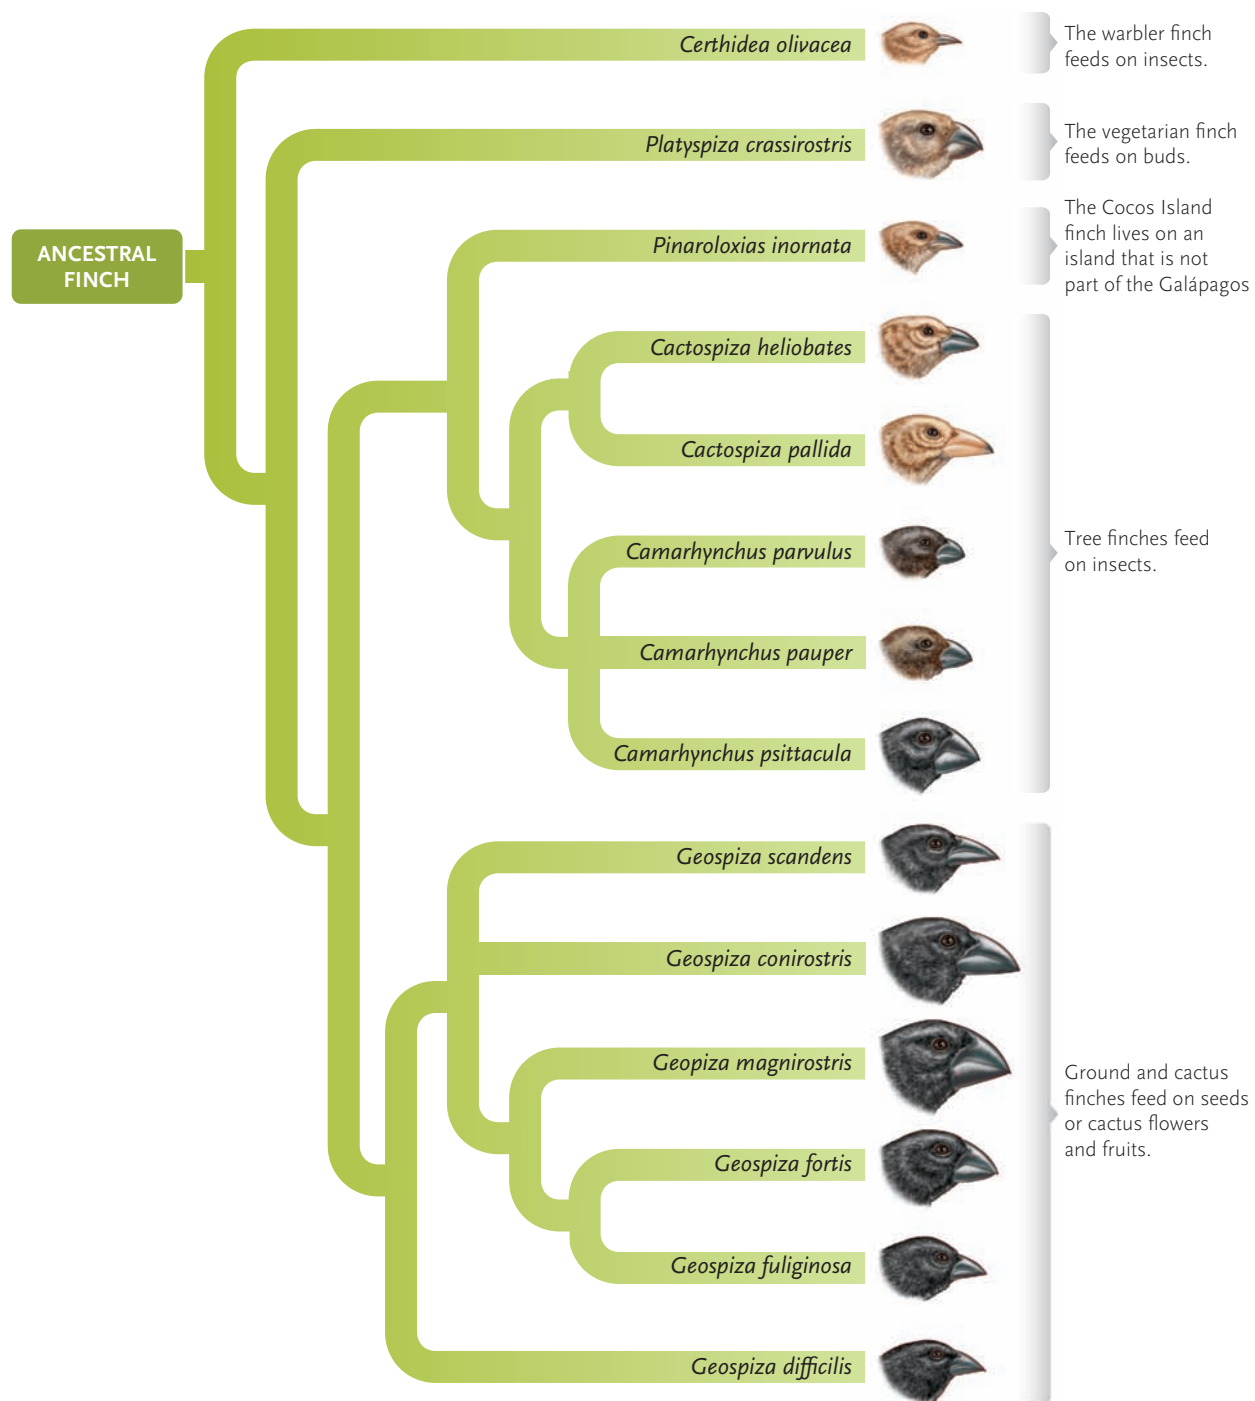 Certhidea olivacea
The warbler finch
feeds on insects.
Platyspiza crassirostris
The vegetarian finch
feeds on buds.
ANCESTRAL
FINCH
Pinaroloxias inornata
The Cocos Island
finch lives on an
island that is not
part of the Galápagos
Cactospiza heliobates
Cactospiza pallida
Camarhynchus parvulus
Tree finches feed
on insects.
Camarhynchus pauper
Camarhynchus psittacula
Geospiza scandens
Geospiza conirostris
Geopiza magnirostris
Ground and cactus
finches feed on seeds
or cactus flowers
and fruits.
Geospiza fortis
Geospiza fuliginosa
Geospiza difficilis